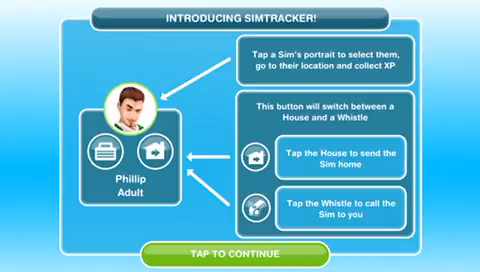 INTRODUCING SIMTRACKER!
Tap a Sim's portrait to select them,
go to their location and collect XP
This button will switch between a
House and a Whistle
Tap the House to send the
Sim home
Tap the Whistle to call the
Sim to you
Phillip
Adult
TAP TO CONTINUE